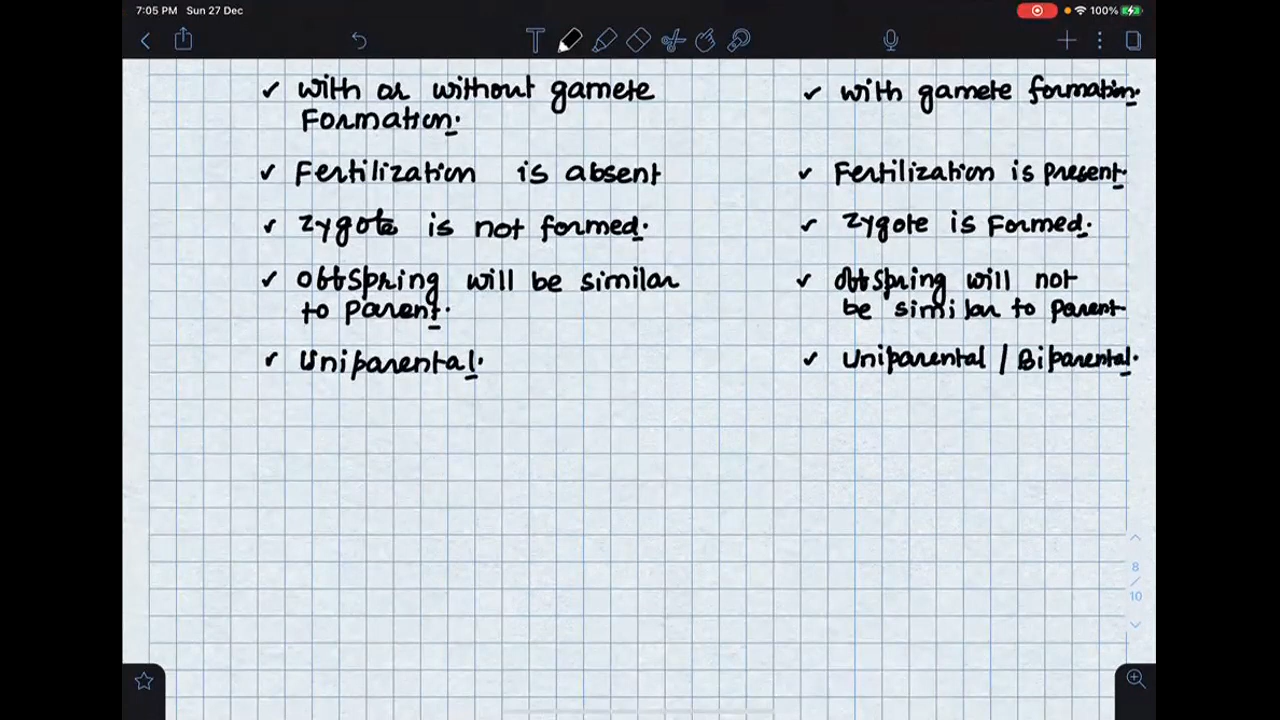 7:05 PM Sun 27 Dec
100%
✓ with or without gamete
Formation.
✓ Fertilization is absent
✓ Zygote is not formed.
✓ offspring will be similar
to parent.
✓ Uniparental.
✓ with gamete formation.
✓ Fertilization is present.
✓ Zygote is Formed.
✓ offspring will not
be similar to parent
✓ Uniparental / Biparental.
8
/
10